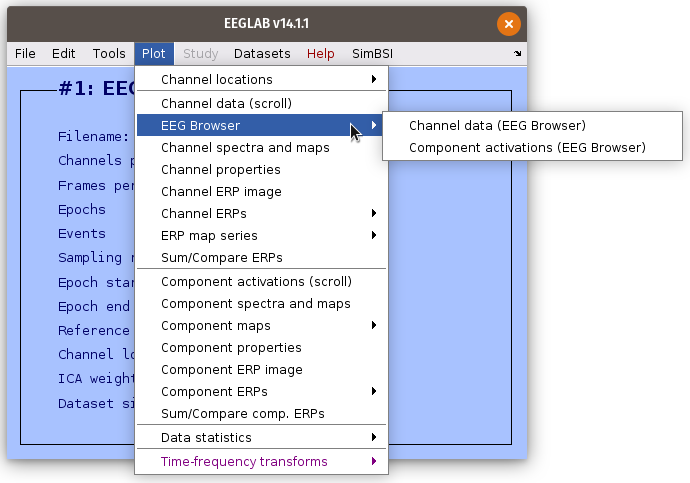 EEGLAB v14.1.1
File Edit Tools Plot Study Datasets Help SimBSI
#1: EEG
Filename:
Channels
Frames per
Epochs
Events
Sampling
Epoch
Epoch end
Reference
Channel
ICA
Dataset
Channel locations
Channel data (scroll)
EEG Browser
Channel spectra and maps
Channel properties
Channel ERP image
Channel ERPs
ERP map series
Sum/Compare ERPs
Component activations (scroll)
Component spectra and maps
Component maps
Component properties
Component ERP image
Component ERPs
Sum/Compare comp. ERPs
Data statistics
Time-frequency transforms
Channel data (EEG Browser)
Component activations (EEG Browser)